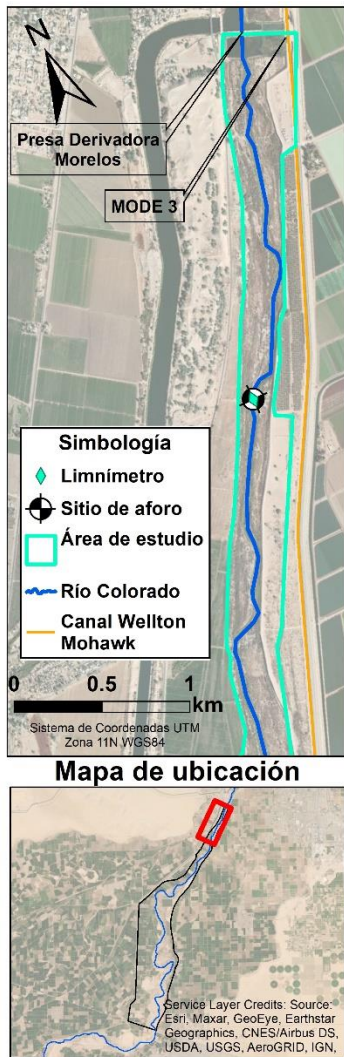 N
Presa Derivadora
Morelos
MODE 3
Simbología
Limnímetro
Sitio de aforo
Área de estudio
Río Colorado
Canal Wellton
Mohawk
0 0.5 1
km
Sistema de Coordenadas UTM
Zona 11N WGS84
Mapa de ubicación
Service Layer Credits: Source:
Esri, Maxar, GeoEye, Earthstar
Geographics, CNES/Airbus DS,
USDA, USGS, AeroGRID, IGN,